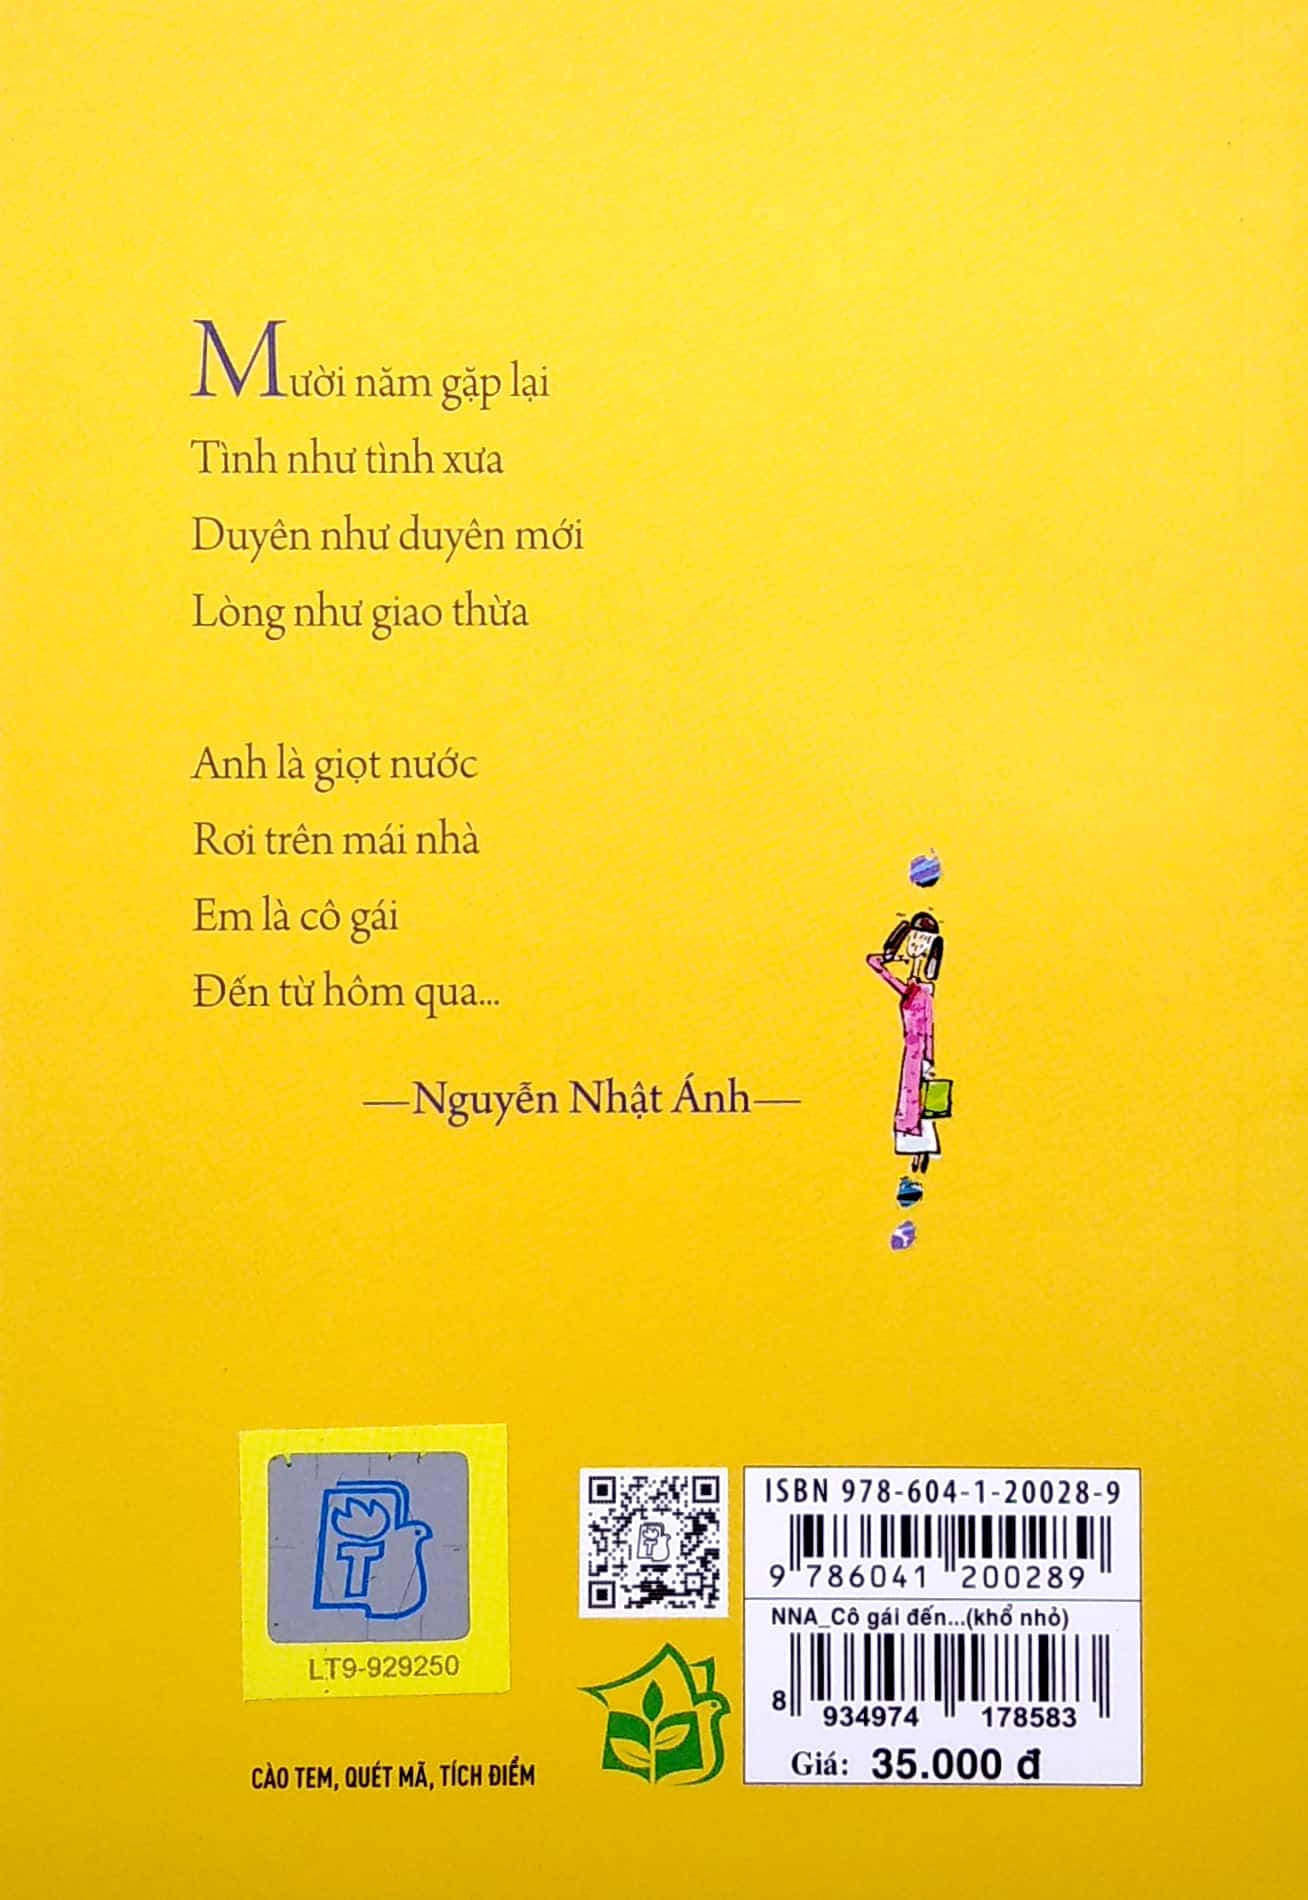 Mười năm gặp lại
Tình như tình xưa
Duyên như duyên mới
Lòng như giao thừa
Anh là giọt nước
Rơi trên mái nhà
Em là cô gái
Đến từ hôm qua...
—Nguyễn Nhật Ánh—
T
LT9-929250
CÀO TEM, QUÉT MÃ, TÍCH ĐIỂM
ISBN 978-604-1-20028-9
9 786041 200289
NNA_Cô gái đến...(khổ nhỏ)
8 934974 178583
Giá: 35.000 đ